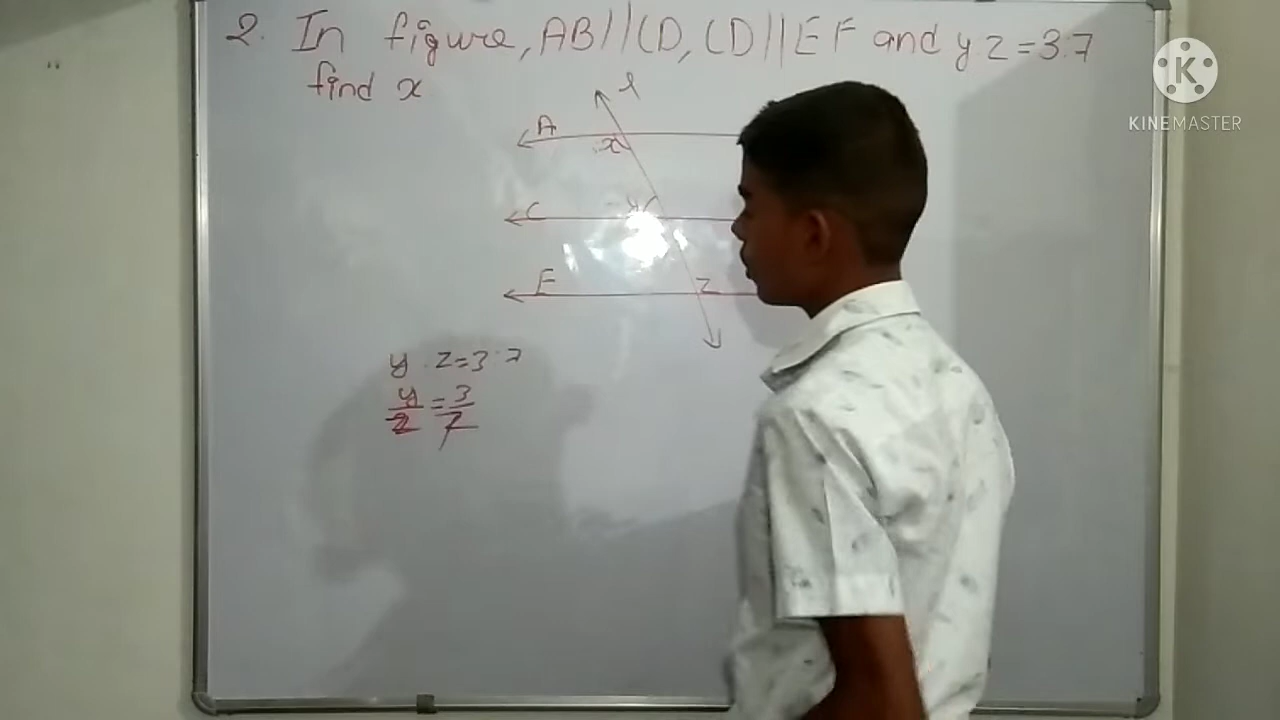 2. In figure, AB//CD, CD||EF and y z=3:7
find x
l
A
x
y
C
E
z
y : z=3:7
y/z = 3/7
K
KINEMASTER